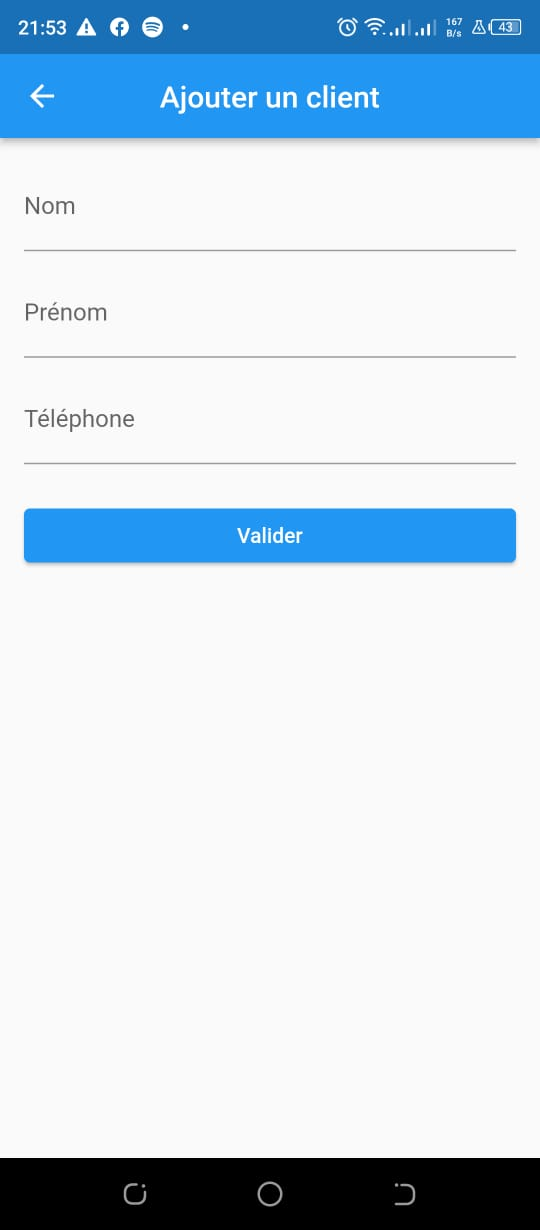 21:53
167
B/s
43
Ajouter un client
Nom
Prénom
Téléphone
Valider